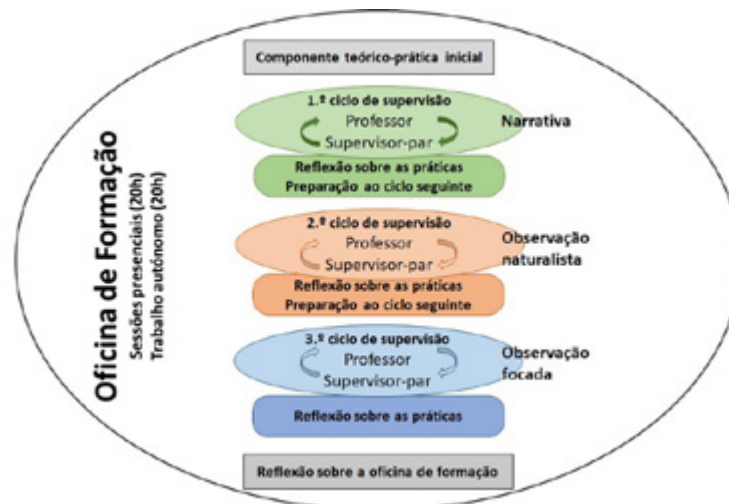 Oficina de Formação
Sessões presenciais (20h)
Trabalho autónomo (20h)
Componente teórico-prática inicial
1.º ciclo de supervisão
Professor
Supervisor-par
Narrativa
Reflexão sobre as práticas
Preparação ao ciclo seguinte
2.º ciclo de supervisão
Professor
Supervisor-par
Observação
naturalista
Reflexão sobre as práticas
Preparação ao ciclo seguinte
3.º ciclo de supervisão
Professor
Supervisor-par
Observação
focada
Reflexão sobre as práticas
Reflexão sobre a oficina de formação